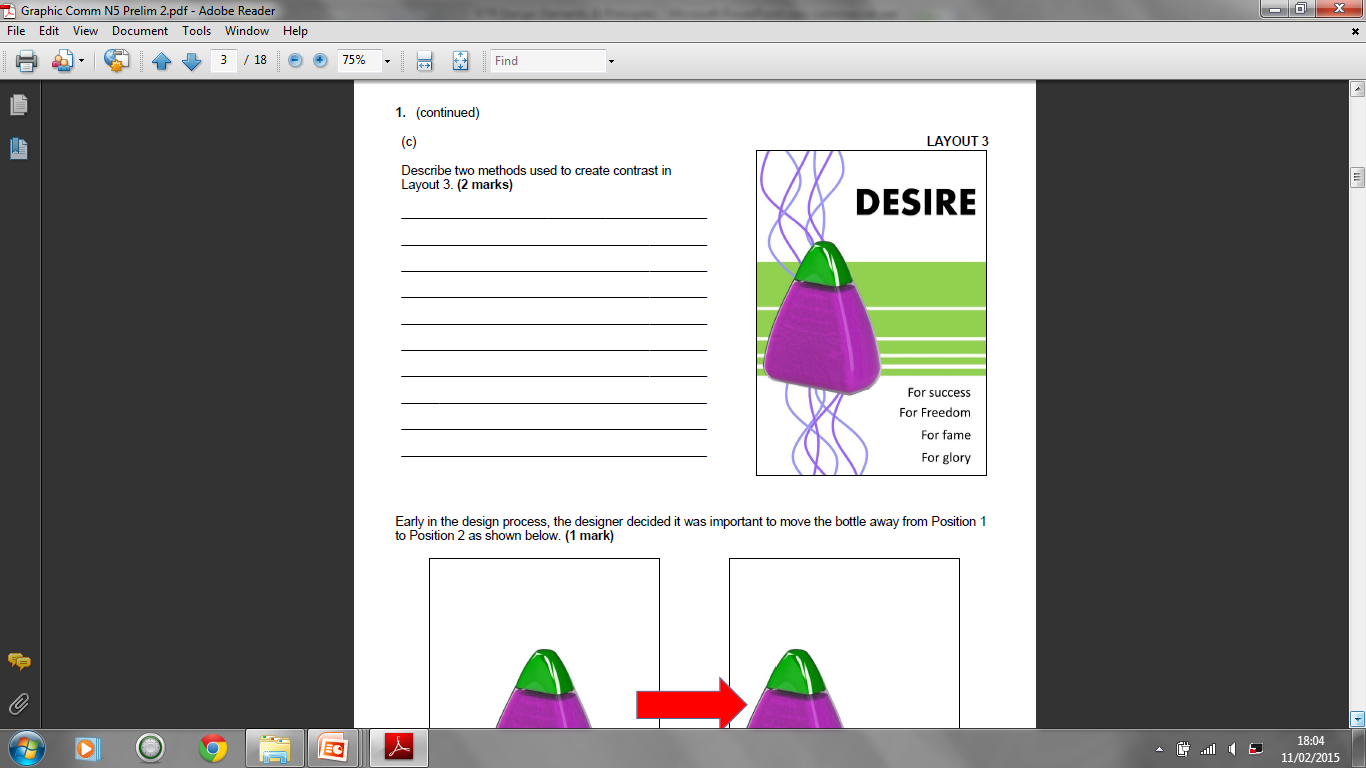 Graphic Comm N5 Prelim 2.pdf - Adobe Reader
File Edit View Document Tools Window Help
3 / 18 75% Find
1. (continued)
(c)
LAYOUT 3
Describe two methods used to create contrast in
Layout 3. (2 marks)
DESIRE
For success
For Freedom
For fame
For glory
Early in the design process, the designer decided it was important to move the bottle away from Position 1
to Position 2 as shown below. (1 mark)
18:04
11/02/2015